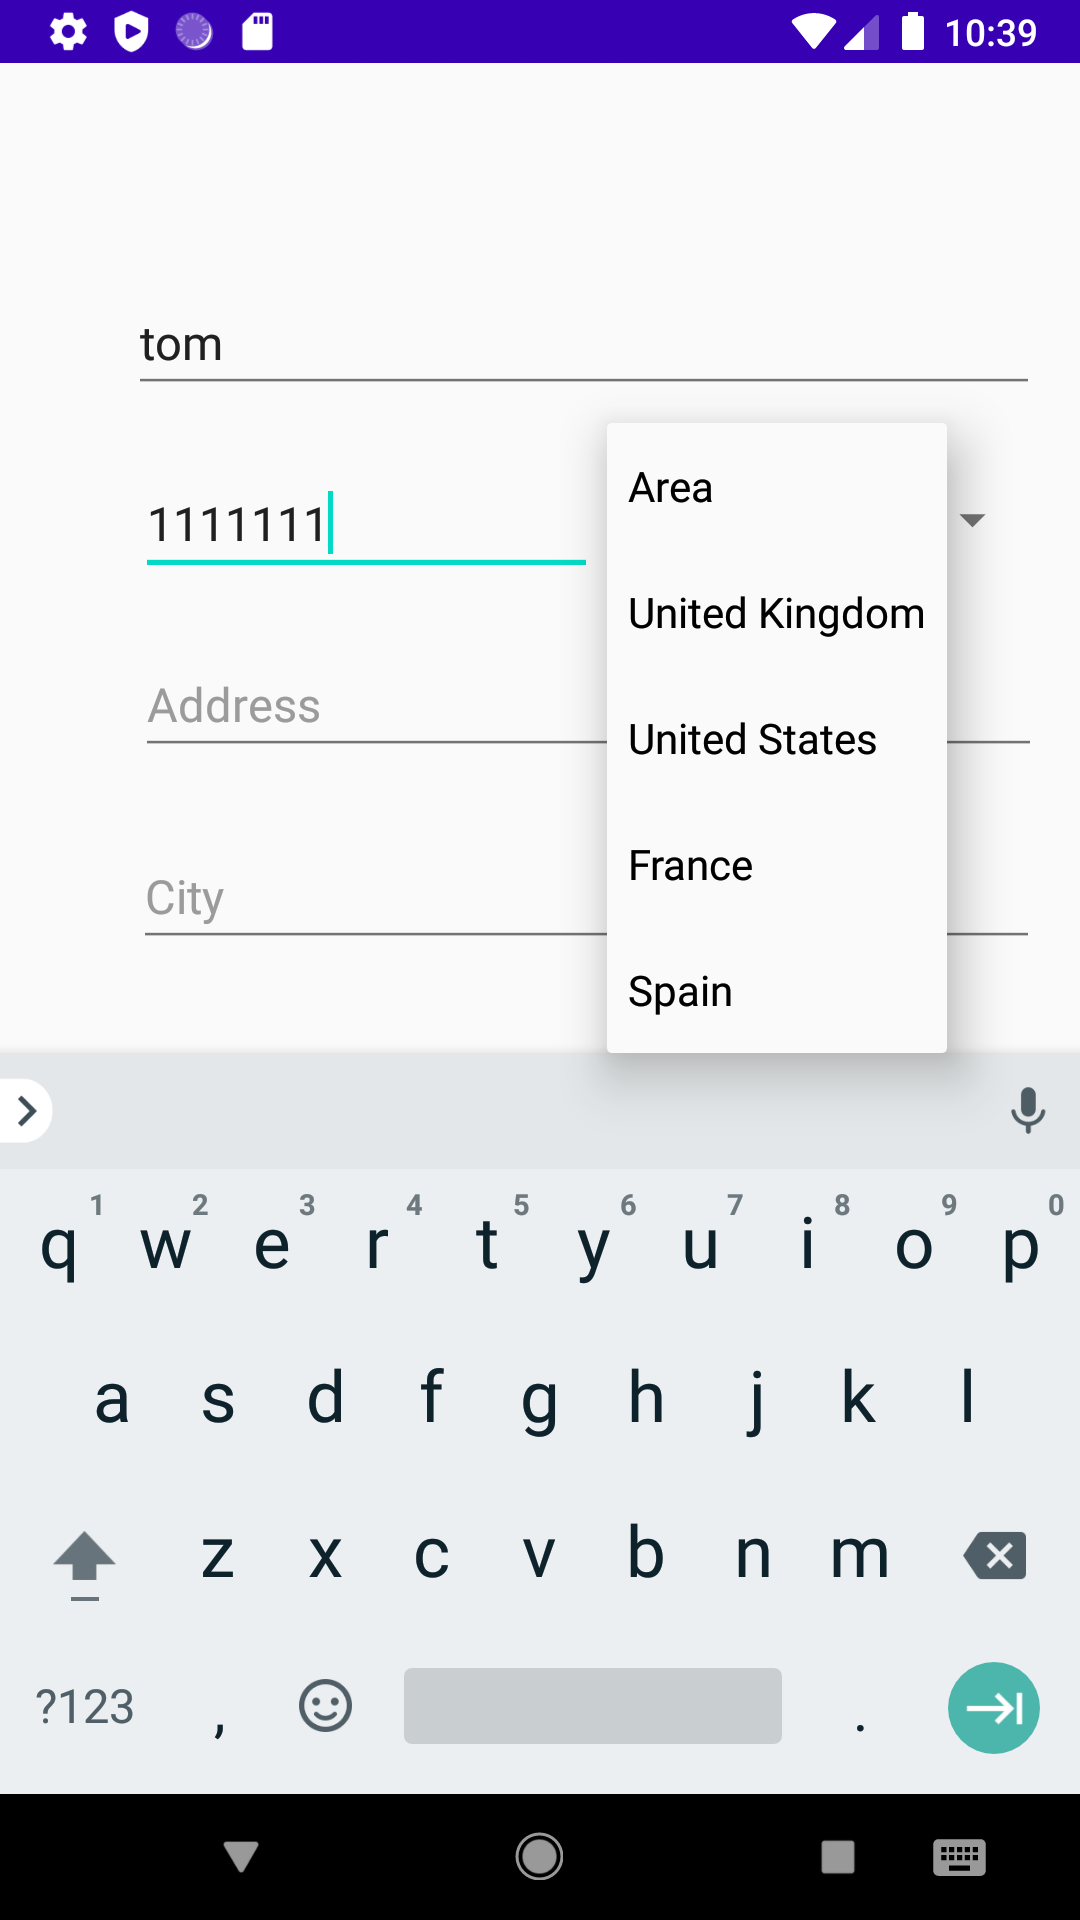 10:39
tom
1111111
Area
United Kingdom
Address
United States
France
City
Spain
1 2 3 4 5 6 7 8 9 0
q w e r t y u i o p
a s d f g h j k l
z x c v b n m
?123 , .